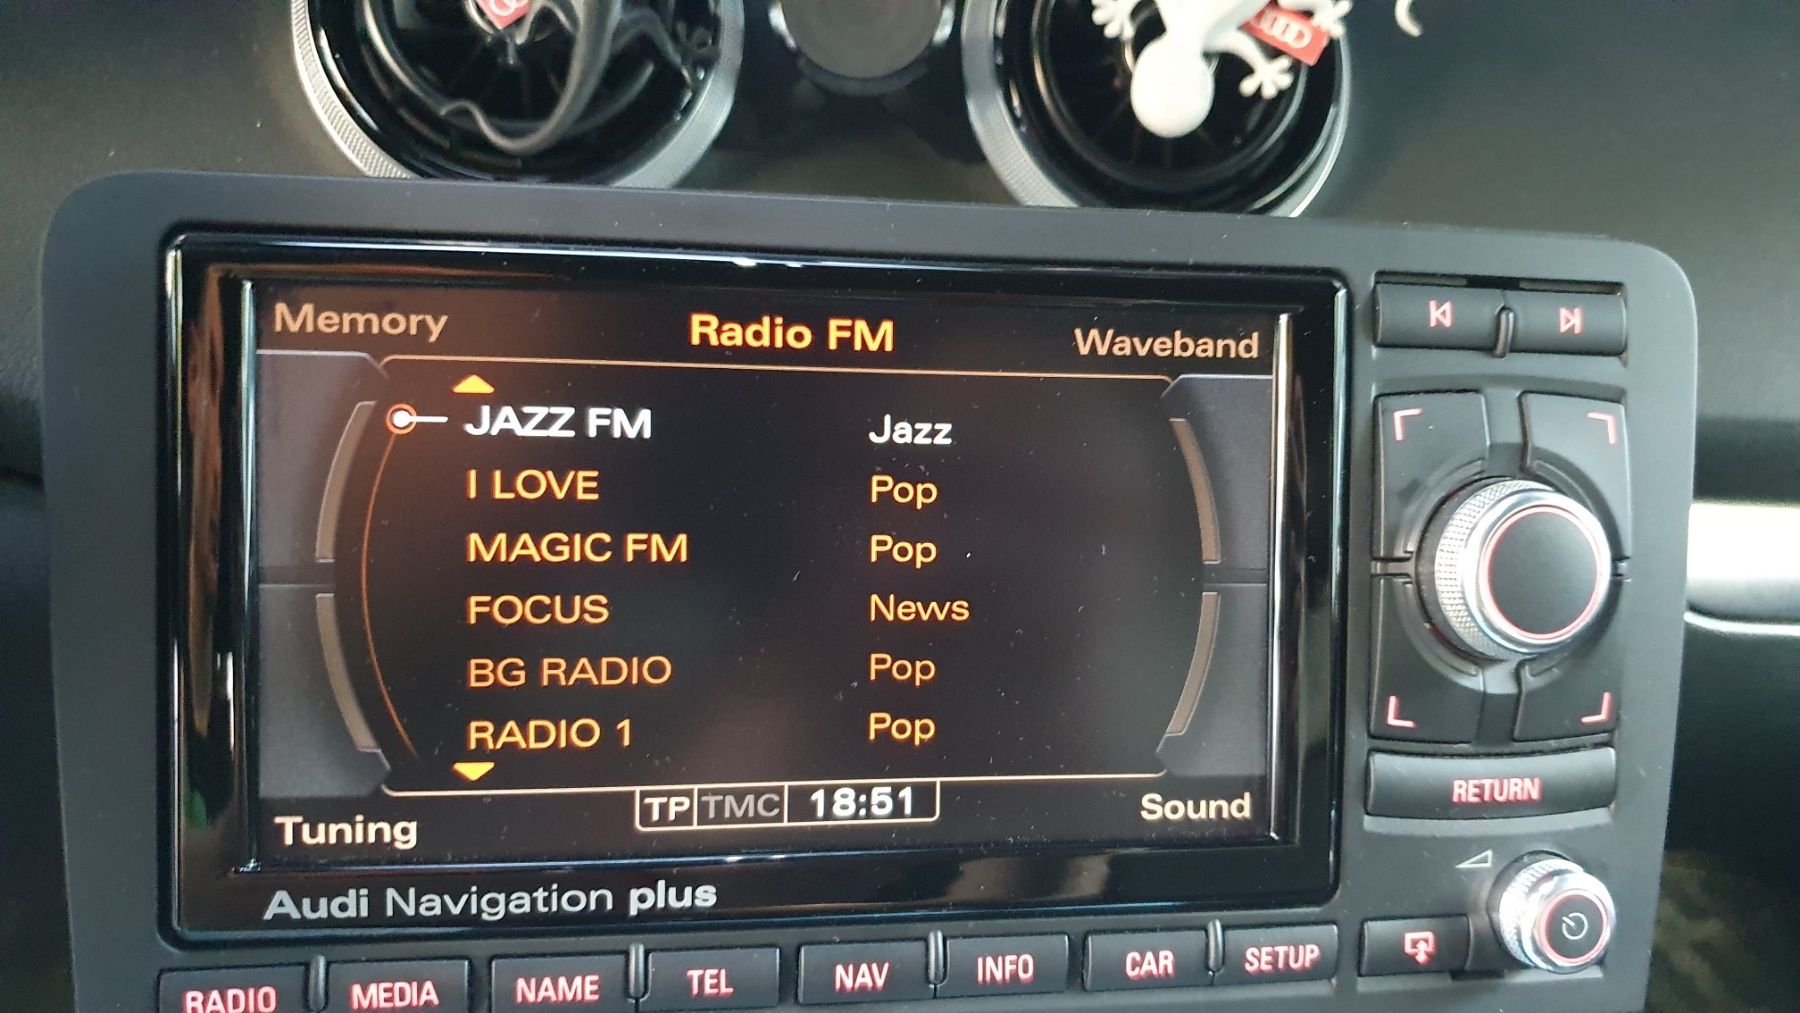 Memory Radio FM Waveband
JAZZ FM Jazz
I LOVE Pop
MAGIC FM Pop
FOCUS News
BG RADIO Pop
RADIO 1 Pop
Tuning TP TMC 18:51 Sound
Audi Navigation plus
RETURN
RADIO MEDIA NAME TEL NAV INFO CAR SETUP